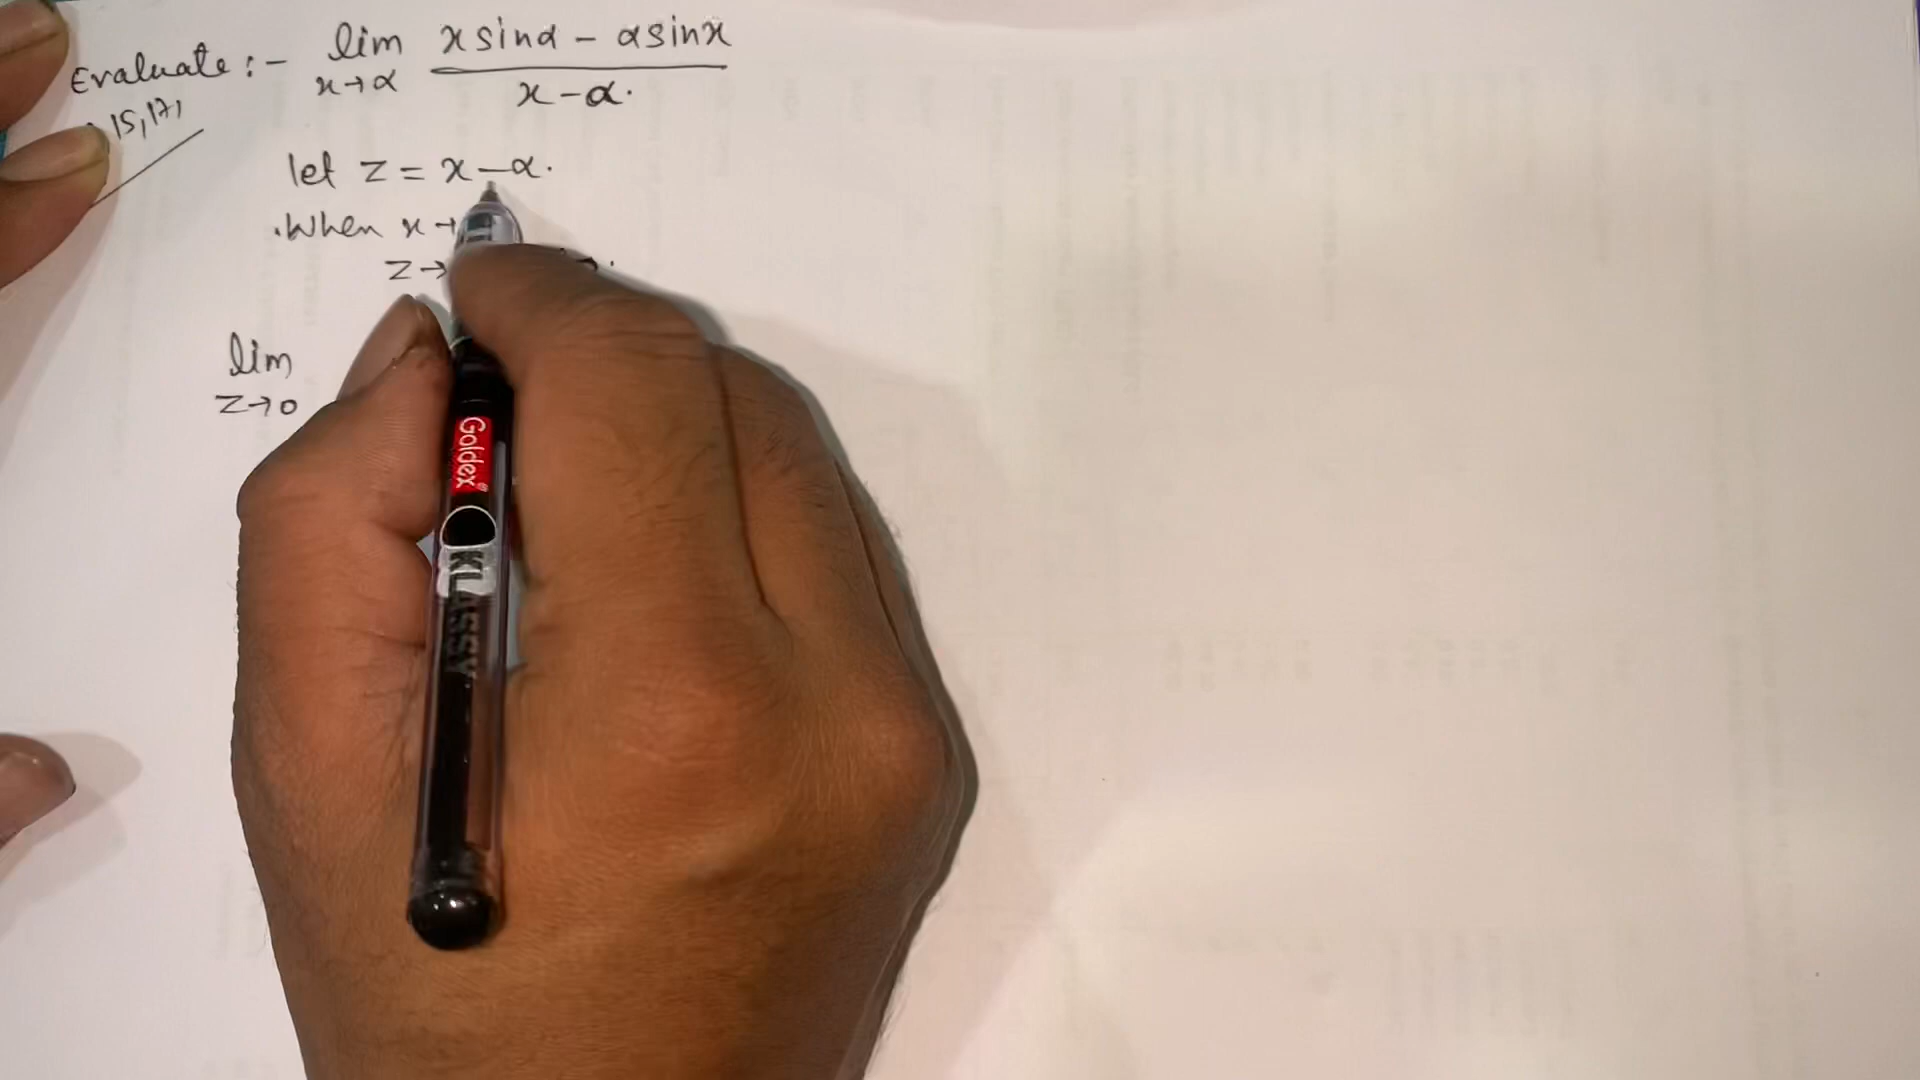 Evaluate :- lim x sinα - α sinx
x→α x-α.
15, 17,
let z = x-α.
.When x→
z→
lim
z→0
Goldex
KLASSY